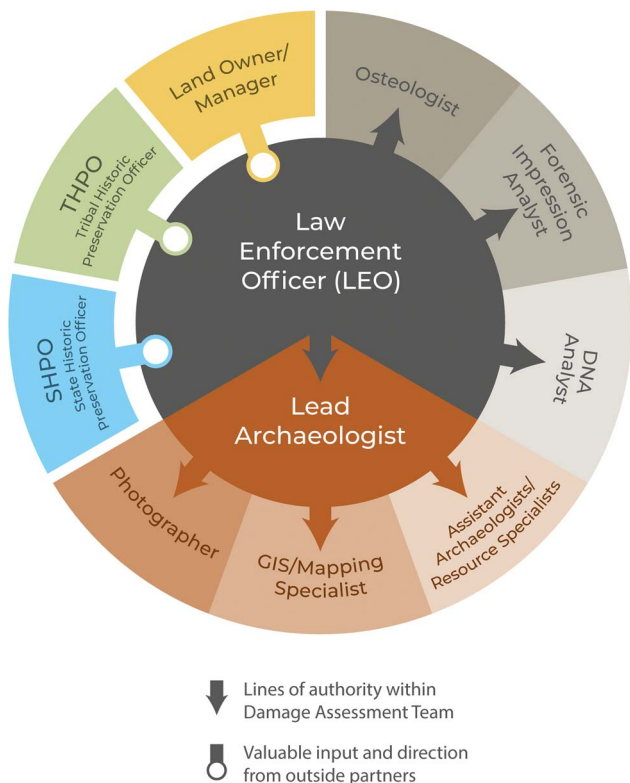 Land Owner/
Manager
Osteologist
THPO
Tribal Historic
Preservation Officer
Forensic
Impression
Analyst
Law
Enforcement
Officer (LEO)
SHPO
State Historic
Preservation Officer
DNA
Analyst
Lead
Archaeologist
Photographer
GIS/Mapping
Specialist
Assistant
Archaeologists/
Resource Specialists
Lines of authority within
Damage Assessment Team
Valuable input and direction
from outside partners